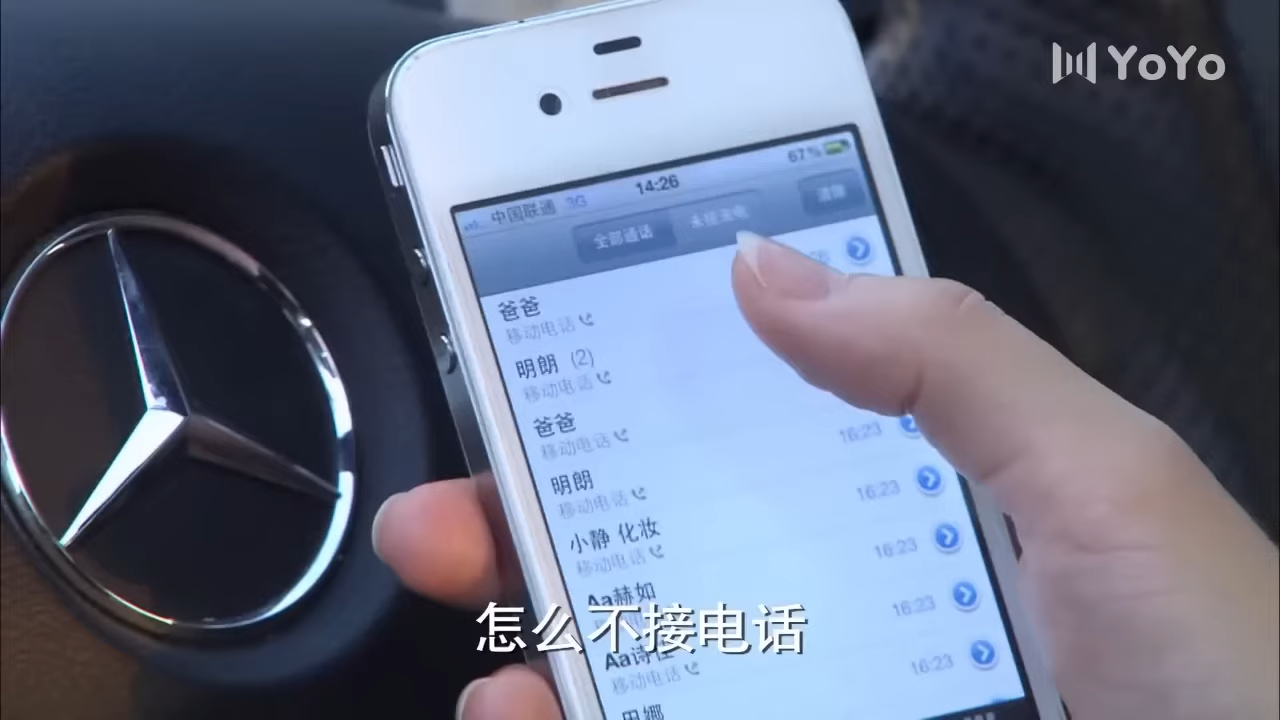 YoYo
67%
14:26
中国联通 3G
全部通话 未接来电 清除
爸爸
移动电话
明朗 (2)
移动电话
爸爸
移动电话 16:23
明朗
移动电话 16:23
小静 化妆
移动电话 16:23
Aa赫如
16:23
Aa诗佳
移动电话 16:23
田娜
怎么不接电话